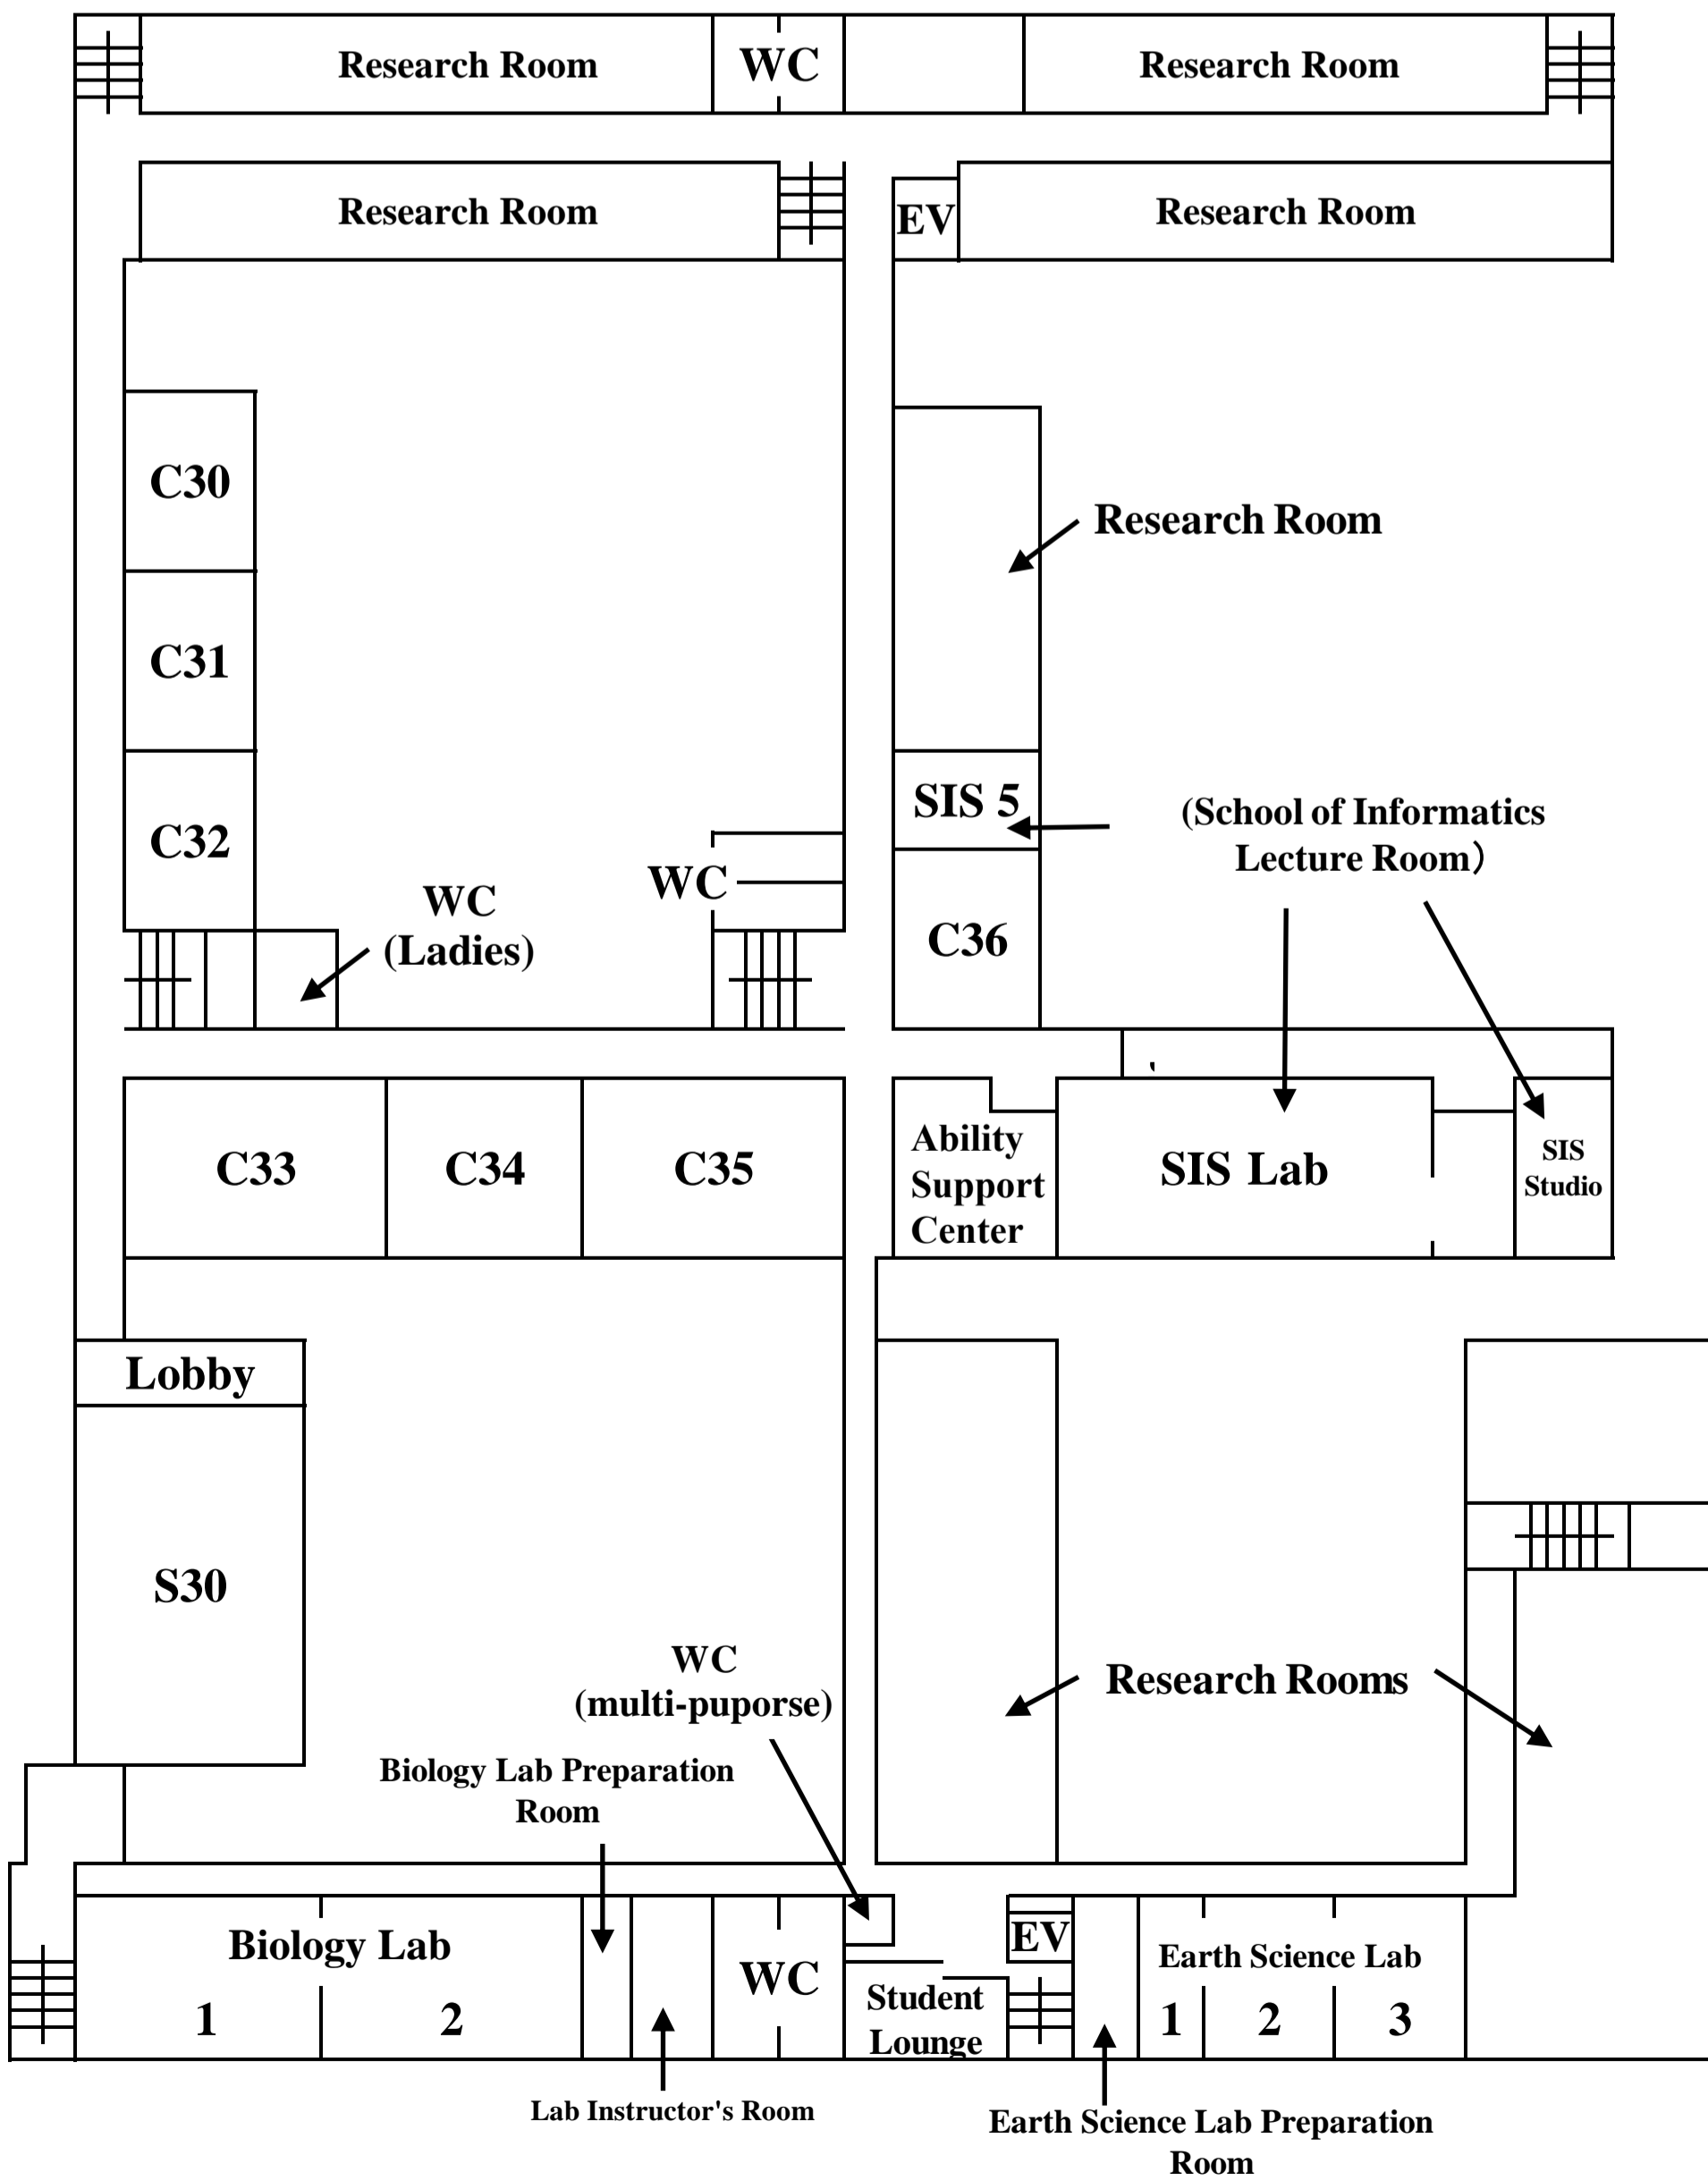 Research Room
WC
Research Room
Research Room
EV
Research Room
C30
Research Room
C31
SIS 5
(School of Informatics
Lecture Room）
C32
WC
WC
(Ladies)
C36
Ability
Support
Center
C33
C34
C35
SIS Lab
SIS
Studio
Lobby
S30
WC
(multi-puporse)
Research Rooms
Biology Lab Preparation
Room
Biology Lab
1
2
WC
EV
Student
Lounge
Earth Science Lab
1
2
3
Lab Instructor's Room
Earth Science Lab Preparation
Room